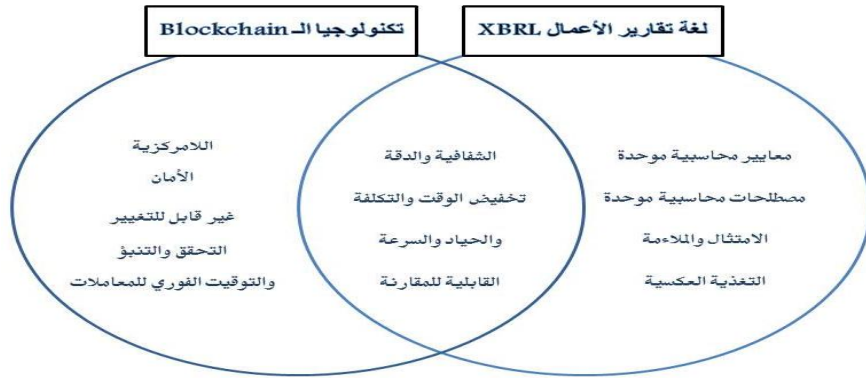 لغة تقارير الأعمال XBRL
تكنولوجيا الـ Blockchain
معايير محاسبية موحدة
مصطلحات محاسبية موحدة
الامتثال والملاءمة
التغذية العكسية
الشفافية والدقة
تخفيض الوقت والتكلفة
والحياد والسرعة
القابلية للمقارنة
اللامركزية
الأمان
غير قابل للتغيير
التحقق والتنبؤ
والتوقيت الفوري للمعاملات